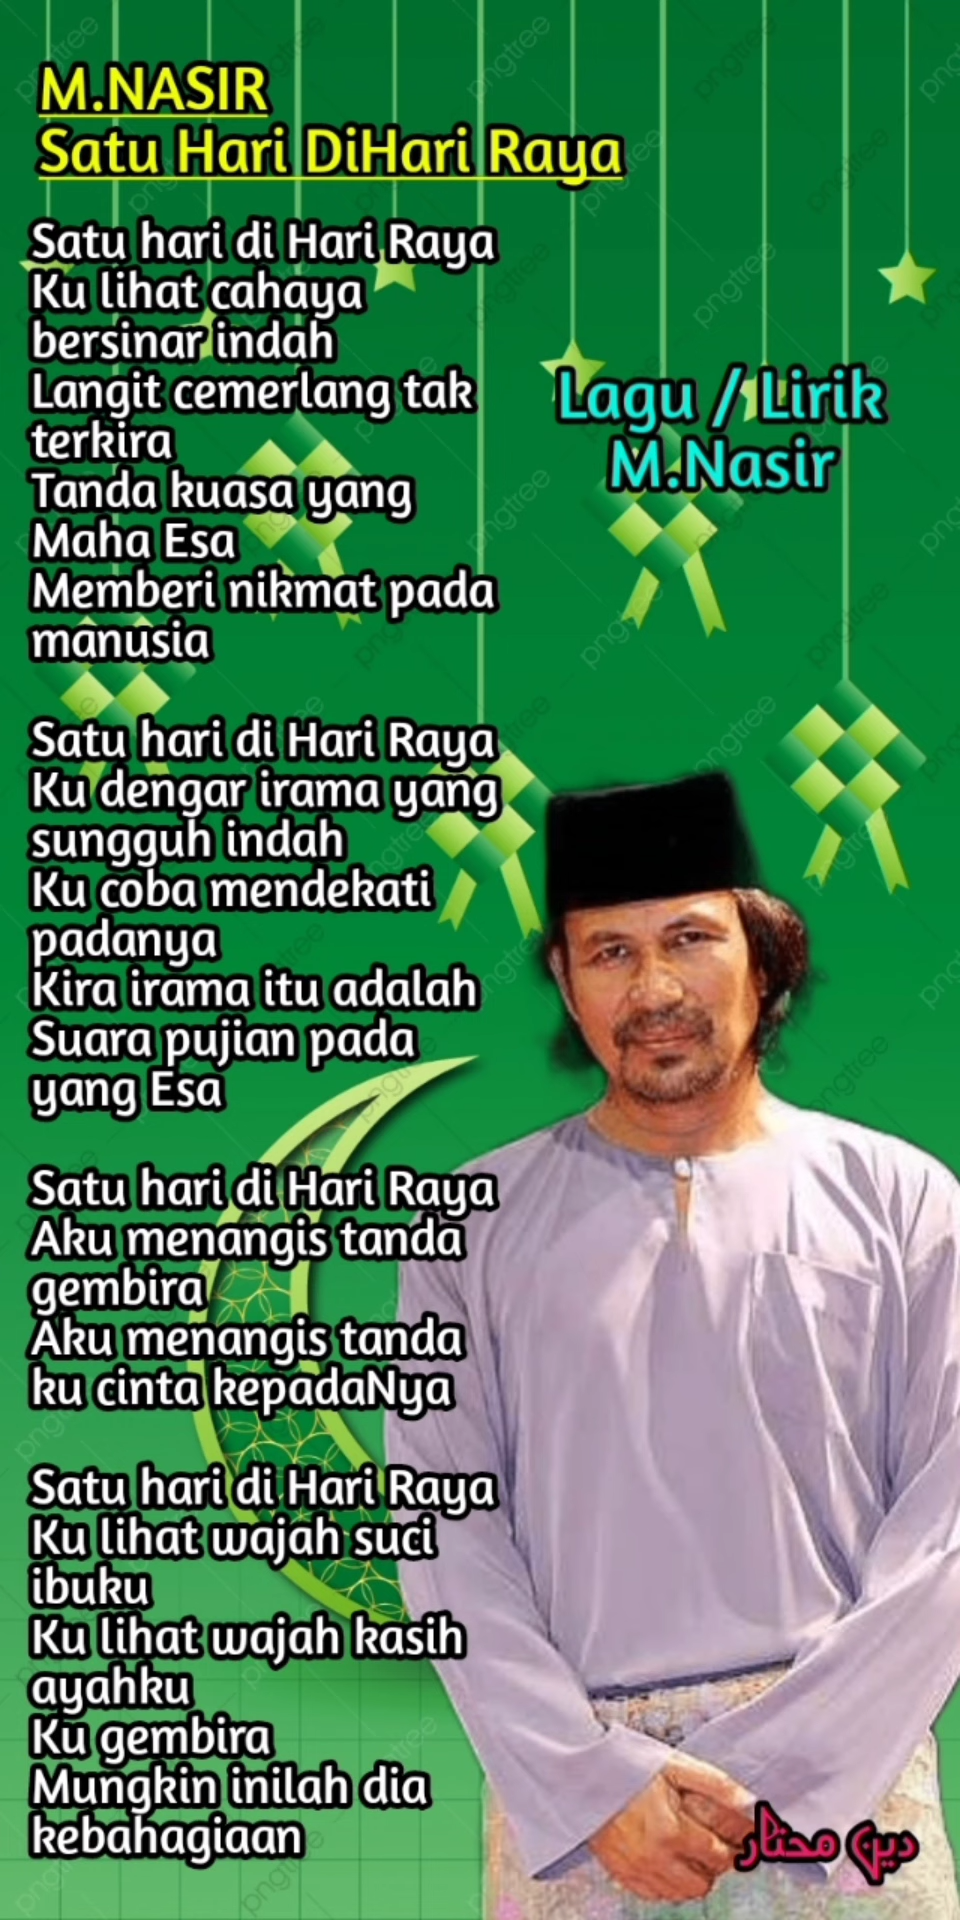 M.NASIR
Satu Hari DiHari Raya
Satu hari di Hari Raya
Ku lihat cahaya
bersinar indah
Langit cemerlang tak
terkira
Tanda kuasa yang
Maha Esa
Memberi nikmat pada
manusia
Satu hari di Hari Raya
Ku dengar irama yang
sungguh indah
Ku coba mendekati
padanya
Kira irama itu adalah
Suara pujian pada
yang Esa
Satu hari di Hari Raya
Aku menangis tanda
gembira
Aku menangis tanda
ku cinta kepadaNya
Satu hari di Hari Raya
Ku lihat wajah suci
ibuku
Ku lihat wajah kasih
ayahku
Ku gembira
Mungkin inilah dia
kebahagiaan
Lagu / Lirik
M.Nasir
دين مختار
pngtree